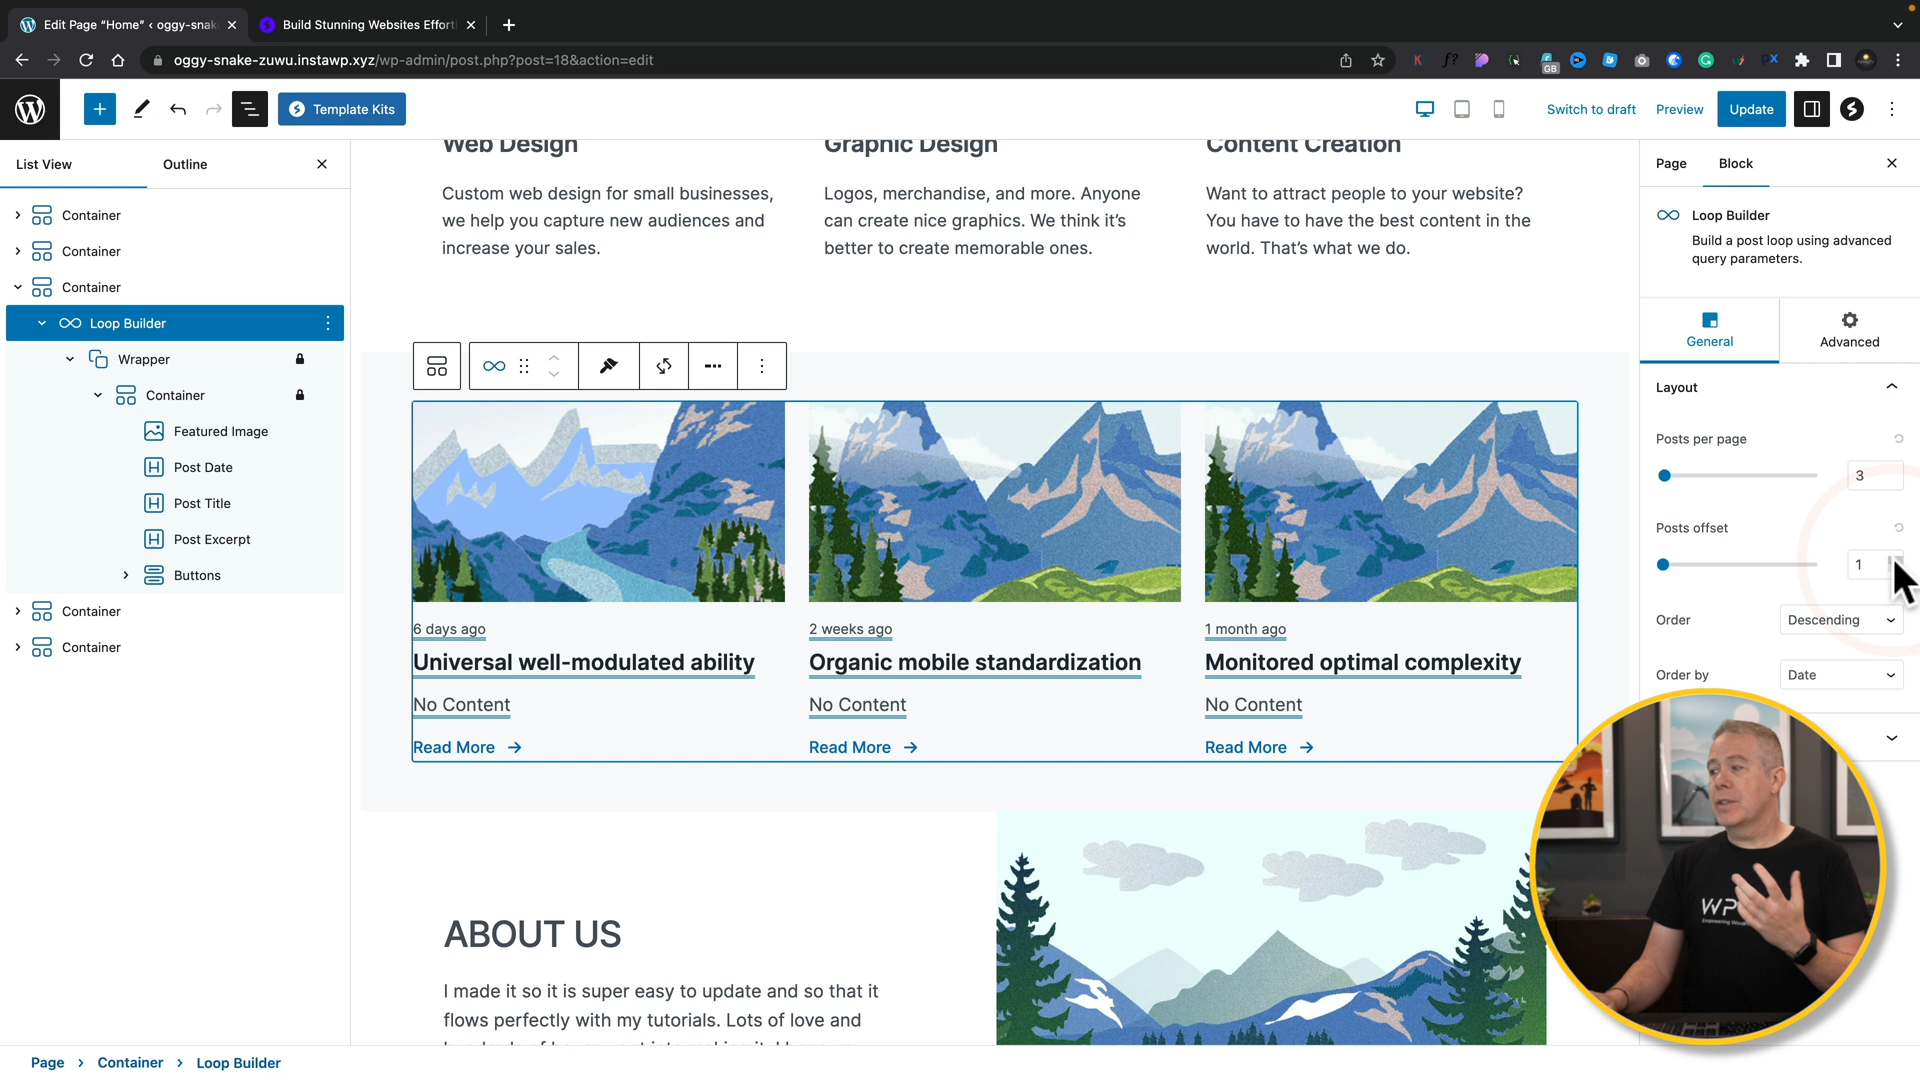 Edit Page “Home” ‹ oggy-snak
Build Stunning Websites Effort
oggy-snake-zuwu.instawp.xyz/wp-admin/post.php?post=18&action=edit
GB
Template Kits
Switch to draft
Preview
Update
List View
Outline
Page
Block
Container
Container
Container
Loop Builder
Wrapper
Container
Featured Image
Post Date
Post Title
Post Excerpt
Buttons
Container
Container
Web Design
Graphic Design
Content Creation
Custom web design for small businesses,
we help you capture new audiences and
increase your sales.
Logos, merchandise, and more. Anyone
can create nice graphics. We think it’s
better to create memorable ones.
Want to attract people to your website?
You have to have the best content in the
world. That’s what we do.
6 days ago
Universal well-modulated ability
No Content
Read More
2 weeks ago
Organic mobile standardization
No Content
Read More
1 month ago
Monitored optimal complexity
No Content
Read More
ABOUT US
I made it so it is super easy to update and so that it
flows perfectly with my tutorials. Lots of love and
Loop Builder
Build a post loop using advanced
query parameters.
General
Advanced
Layout
Posts per page
3
Posts offset
1
Order
Descending
Order by
Date
WP
Page
Container
Loop Builder